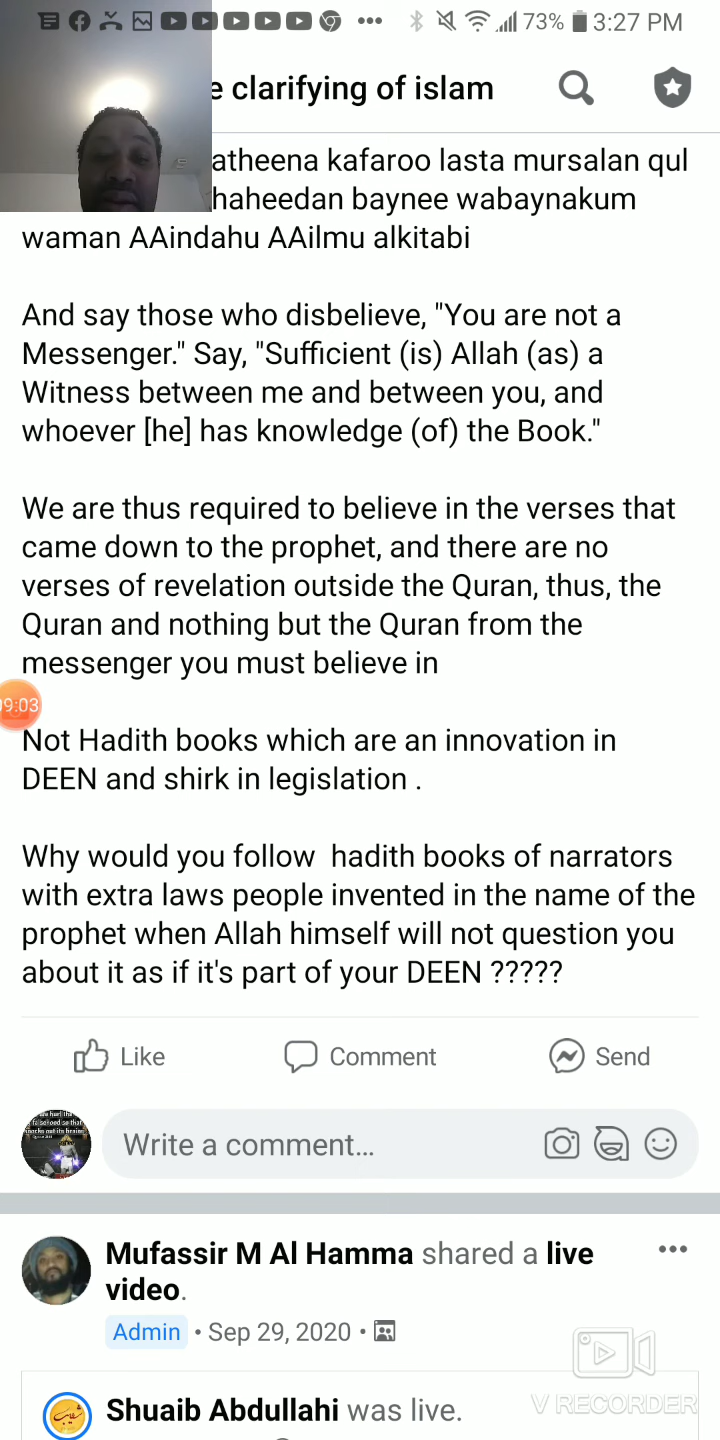 73% 3:27 PM
e clarifying of islam
atheena kafaroo lasta mursalan qul
haheedan baynee wabaynakum
waman AAindahu AAilmu alkitabi
And say those who disbelieve, "You are not a
Messenger." Say, "Sufficient (is) Allah (as) a
Witness between me and between you, and
whoever [he] has knowledge (of) the Book."
We are thus required to believe in the verses that
came down to the prophet, and there are no
verses of revelation outside the Quran, thus, the
Quran and nothing but the Quran from the
messenger you must believe in
09:03
Not Hadith books which are an innovation in
DEEN and shirk in legislation .
Why would you follow  hadith books of narrators
with extra laws people invented in the name of the
prophet when Allah himself will not question you
about it as if it's part of your DEEN ?????
Like Comment Send
Write a comment...
Mufassir M Al Hamma shared a live
video.
Admin • Sep 29, 2020 •
Shuaib Abdullahi was live.
V RECORDER